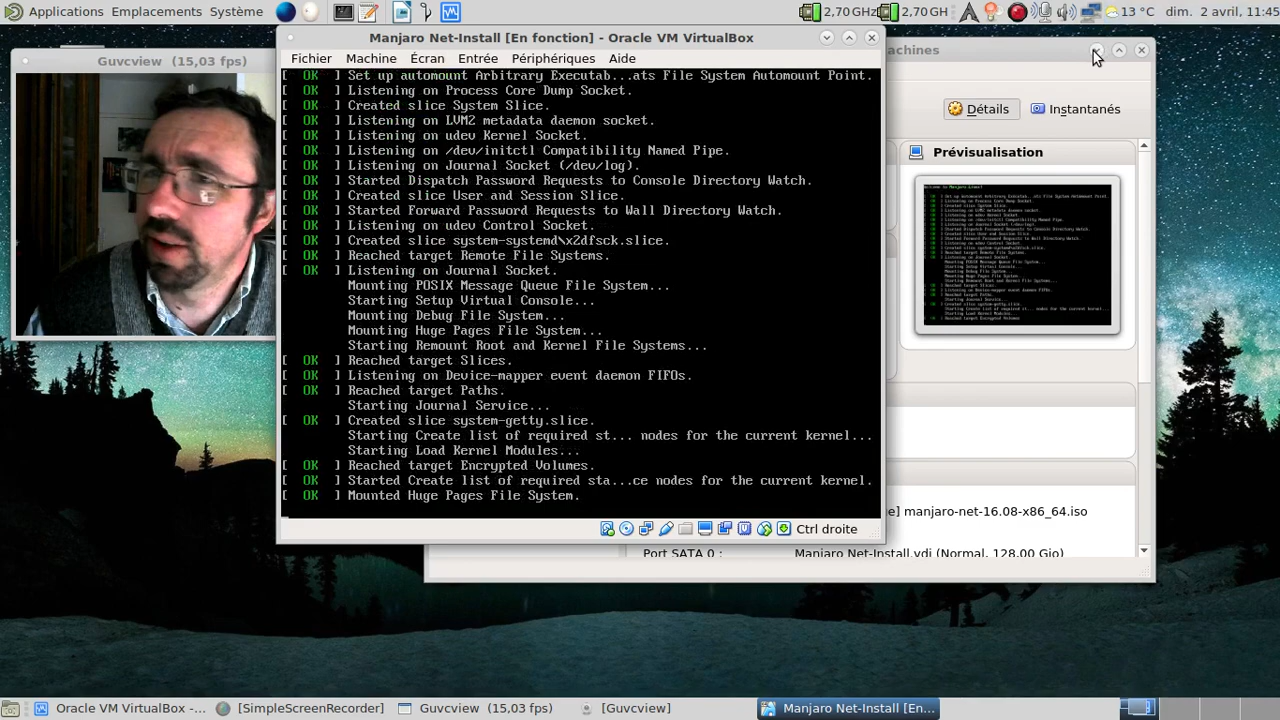 Applications Emplacements Système
2,70 GHz 2,70 GH 13 °C dim. 2 avril, 11:45
Guvcview (15,03 fps)
Manjaro Net-Install [En fonction] - Oracle VM VirtualBox
Fichier Machine Écran Entrée Périphériques Aide
[ OK ] Set up automount Arbitrary Executab...ats File System Automount Point.
[ OK ] Listening on Process Core Dump Socket.
[ OK ] Created slice System Slice.
[ OK ] Listening on LVM2 metadata daemon socket.
[ OK ] Listening on udev Kernel Socket.
[ OK ] Listening on /dev/initctl Compatibility Named Pipe.
[ OK ] Listening on Journal Socket (/dev/log).
[ OK ] Started Dispatch Password Requests to Console Directory Watch.
[ OK ] Created slice User and Session Slice.
[ OK ] Started Forward Password Requests to Wall Directory Watch.
[ OK ] Listening on udev Control Socket.
[ OK ] Created slice system-systemd\x2dfsck.slice.
[ OK ] Reached target Remote File Systems.
[ OK ] Listening on Journal Socket.
Mounting POSIX Message Queue File System...
Starting Setup Virtual Console...
Mounting Debug File System...
Mounting Huge Pages File System...
Starting Remount Root and Kernel File Systems...
[ OK ] Reached target Slices.
[ OK ] Listening on Device-mapper event daemon FIFOs.
[ OK ] Reached target Paths.
Starting Journal Service...
[ OK ] Created slice system-getty.slice.
Starting Create list of required st... nodes for the current kernel...
Starting Load Kernel Modules...
[ OK ] Reached target Encrypted Volumes.
[ OK ] Started Create list of required sta...ce nodes for the current kernel.
[ OK ] Mounted Huge Pages File System.
Ctrl droite
achines
Détails Instantanés
Prévisualisation
e] manjaro-net-16.08-x86_64.iso
Port SATA 0 : Manjaro Net-Install.vdi (Normal, 128,00 Gio)
Oracle VM VirtualBox -... [SimpleScreenRecorder] Guvcview (15,03 fps) [Guvcview] Manjaro Net-Install [En...